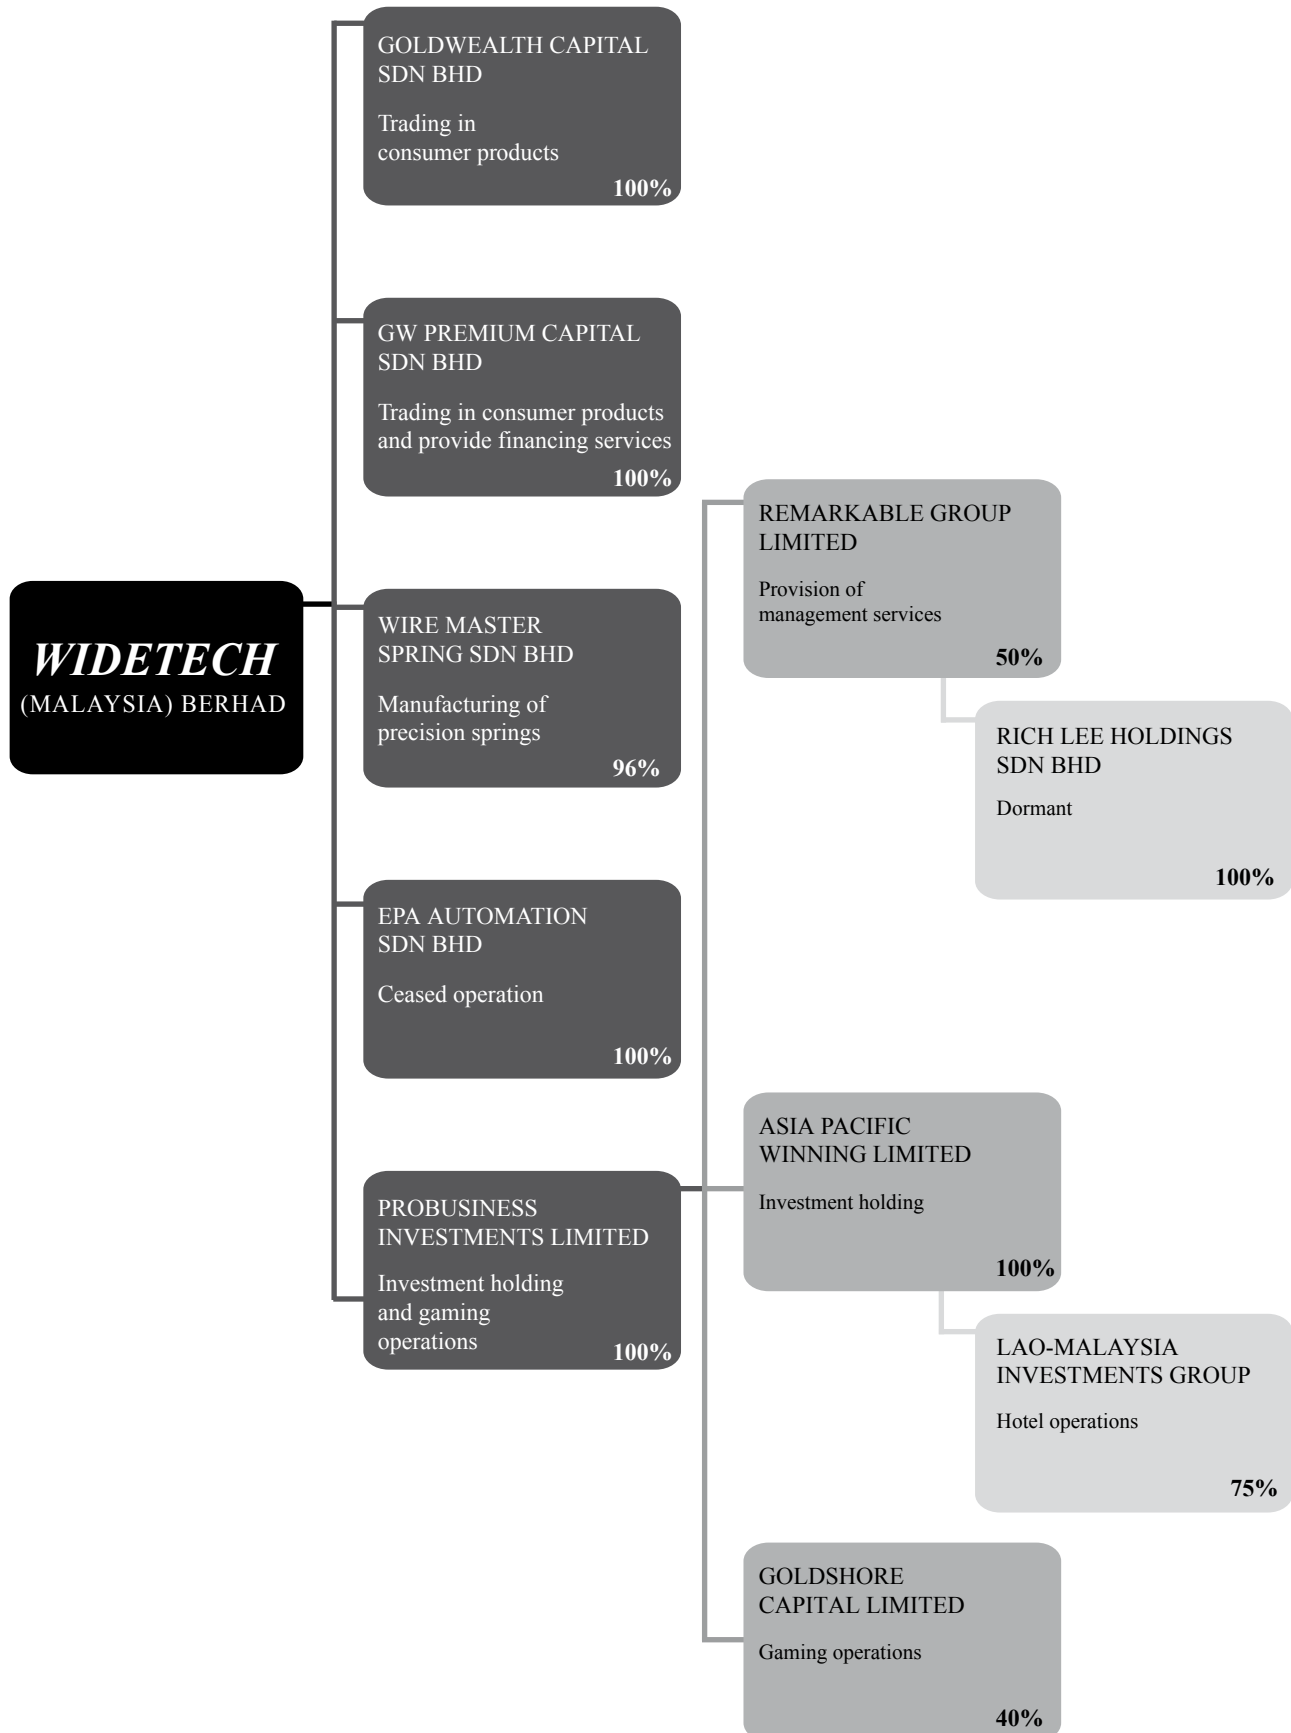 GOLDWEALTH CAPITAL
SDN BHD
Trading in
consumer products
100%
GW PREMIUM CAPITAL
SDN BHD
Trading in consumer products
and provide financing services
100%
WIDETECH
(MALAYSIA) BERHAD
WIRE MASTER
SPRING SDN BHD
Manufacturing of
precision springs
96%
EPA AUTOMATION
SDN BHD
Ceased operation
100%
PROBUSINESS
INVESTMENTS LIMITED
Investment holding
and gaming
operations
100%
REMARKABLE GROUP
LIMITED
Provision of
management services
50%
RICH LEE HOLDINGS
SDN BHD
Dormant
100%
ASIA PACIFIC
WINNING LIMITED
Investment holding
100%
LAO-MALAYSIA
INVESTMENTS GROUP
Hotel operations
75%
GOLDSHORE
CAPITAL LIMITED
Gaming operations
40%